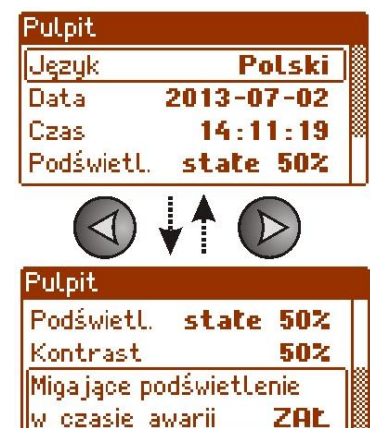 Pulpit
Język Polski
Data 2013-07-02
Czas 14:11:19
Podświetl. stałe 50%
Pulpit
Podświetl. stałe 50%
Kontrast 50%
Migające podświetlenie
w czasie awarii ZAŁ